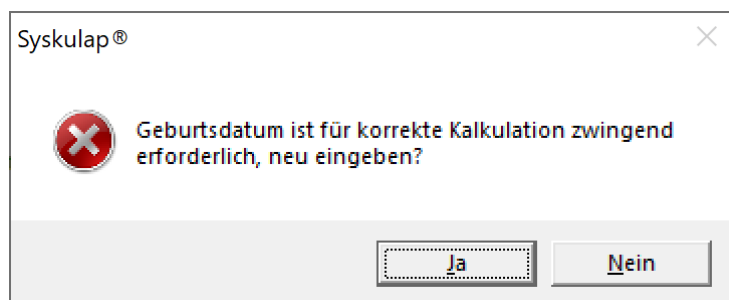 Syskulap®
Geburtsdatum ist für korrekte Kalkulation zwingend
erforderlich, neu eingeben?
Ja
Nein